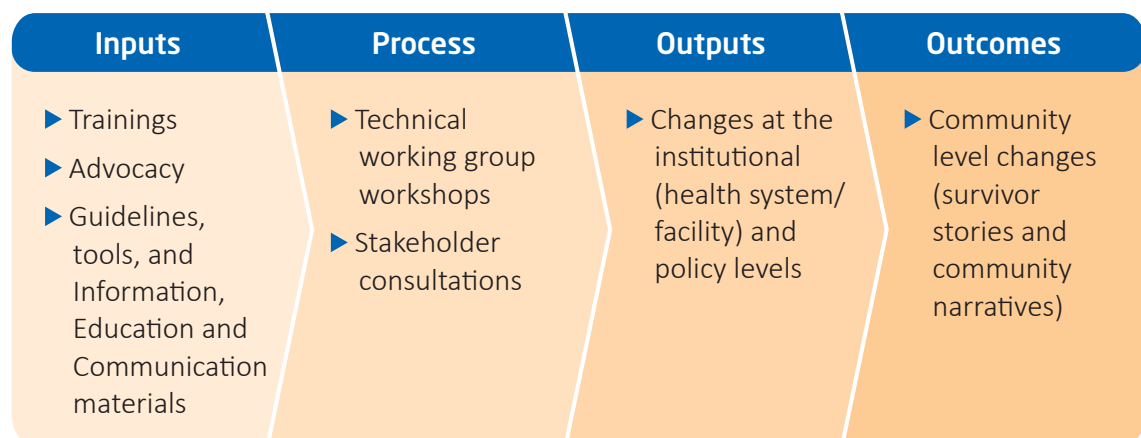 Inputs
▶ Trainings
▶ Advocacy
▶ Guidelines,
tools, and
Information,
Education and
Communication
materials
Process
▶ Technical
working group
workshops
▶ Stakeholder
consultations
Outputs
▶ Changes at the
institutional
(health system/
facility) and
policy levels
Outcomes
▶ Community
level changes
(survivor
stories and
community
narratives)